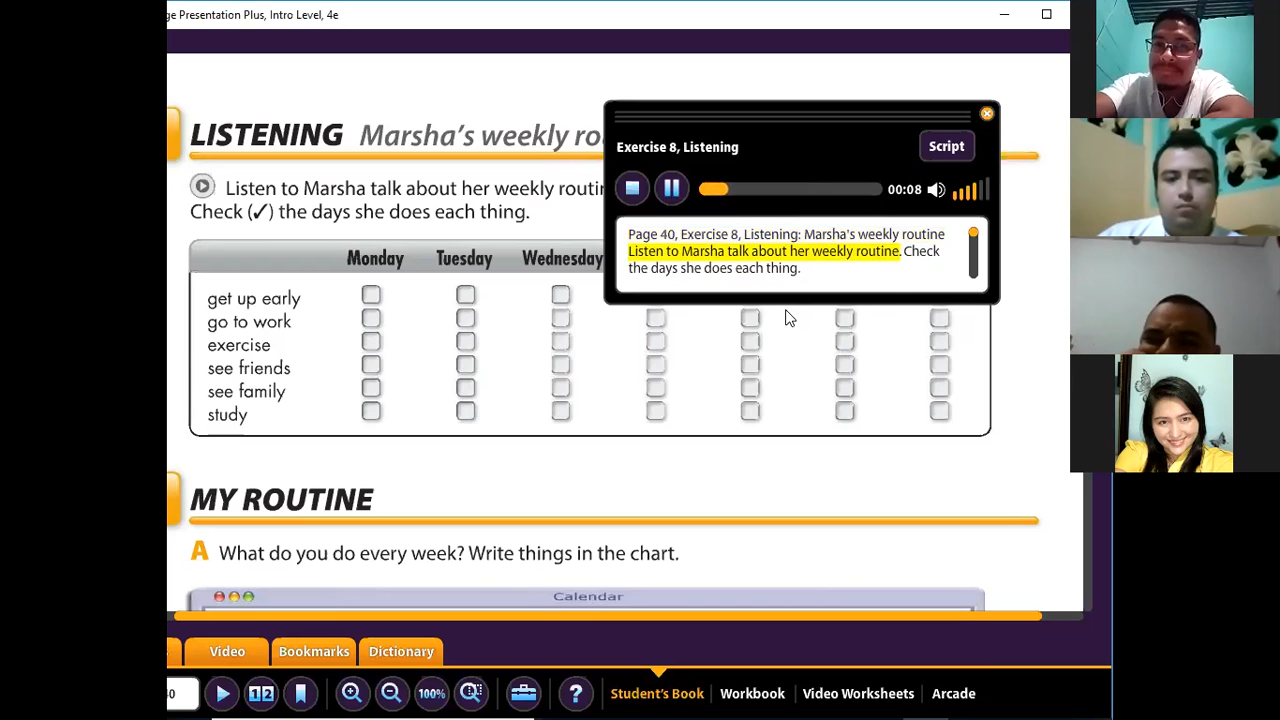 ge Presentation Plus, Intro Level, 4e
LISTENING Marsha's weekly ro
Listen to Marsha talk about her weekly routin
Check (✓) the days she does each thing.
Exercise 8, Listening
Script
00:08
Page 40, Exercise 8, Listening: Marsha's weekly routine
Listen to Marsha talk about her weekly routine. Check
the days she does each thing.
Monday Tuesday Wednesday
get up early
go to work
exercise
see friends
see family
study
MY ROUTINE
A What do you do every week? Write things in the chart.
Calendar
Video Bookmarks Dictionary
1 2 100% ? Student's Book Workbook Video Worksheets Arcade